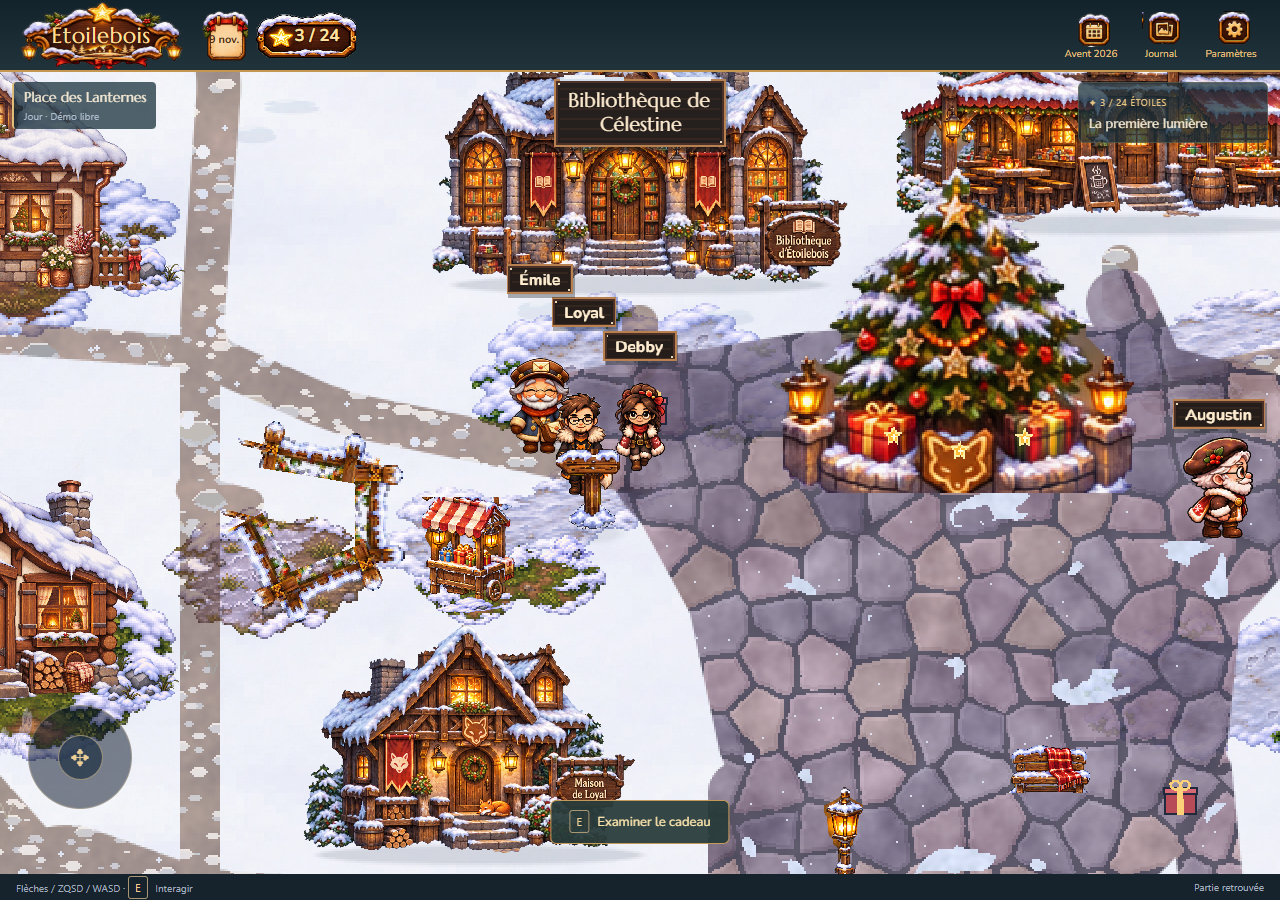 Étoilebois
9 nov.
3 / 24
Avent 2026
Journal
Paramètres
Place des Lanternes
Jour · Démo libre
Bibliothèque de
Célestine
✦ 3 / 24 ÉTOILES
La première lumière
Bibliothèque
d'Étoilebois
Émile
Loyal
Debby
Augustin
Maison
de Loyal
E Examiner le cadeau
Flèches / ZQSD / WASD · E Interagir
Partie retrouvée